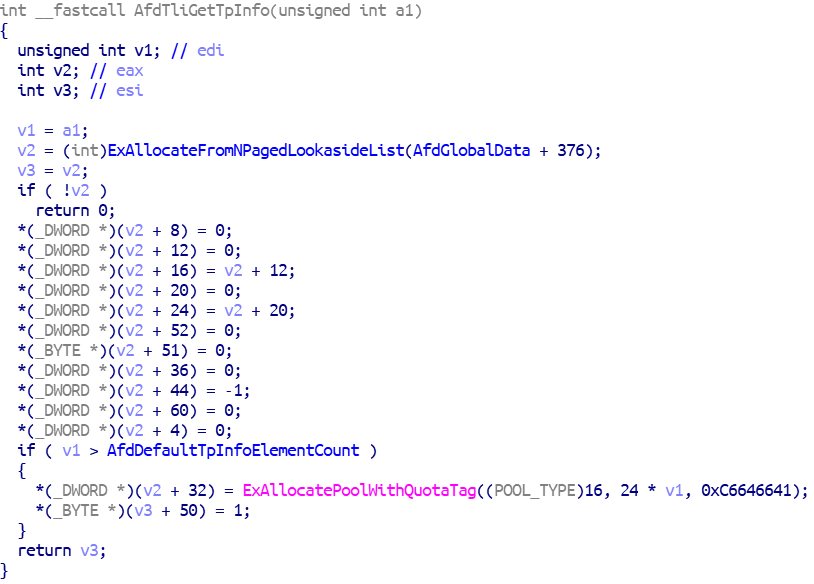 int __fastcall AfdTliGetTpInfo(unsigned int a1)
{
  unsigned int v1; // edi
  int v2; // eax
  int v3; // esi

  v1 = a1;
  v2 = (int)ExAllocateFromNPagedLookasideList(AfdGlobalData + 376);
  v3 = v2;
  if ( !v2 )
    return 0;
  *(_DWORD *)(v2 + 8) = 0;
  *(_DWORD *)(v2 + 12) = 0;
  *(_DWORD *)(v2 + 16) = v2 + 12;
  *(_DWORD *)(v2 + 20) = 0;
  *(_DWORD *)(v2 + 24) = v2 + 20;
  *(_DWORD *)(v2 + 52) = 0;
  *(_BYTE *)(v2 + 51) = 0;
  *(_DWORD *)(v2 + 36) = 0;
  *(_DWORD *)(v2 + 44) = -1;
  *(_DWORD *)(v2 + 60) = 0;
  *(_DWORD *)(v2 + 4) = 0;
  if ( v1 > AfdDefaultTpInfoElementCount )
  {
    *(_DWORD *)(v2 + 32) = ExAllocatePoolWithQuotaTag((POOL_TYPE)16, 24 * v1, 0xC6646641);
    *(_BYTE *)(v3 + 50) = 1;
  }
  return v3;
}